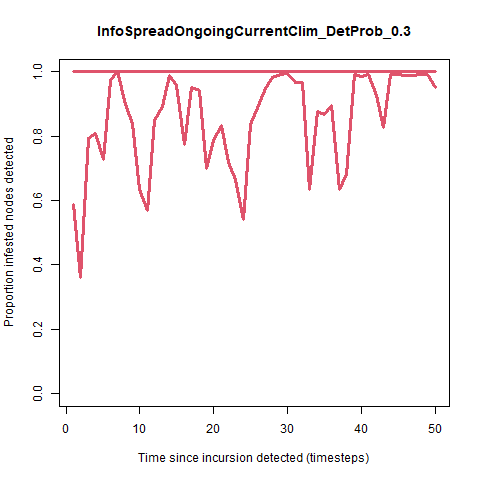 InfoSpreadOngoingCurrentClim_DetProb_0.3
Proportion infested nodes detected
1.0
0.8
0.6
0.4
0.2
0.0
0 10 20 30 40 50
Time since incursion detected (timesteps)